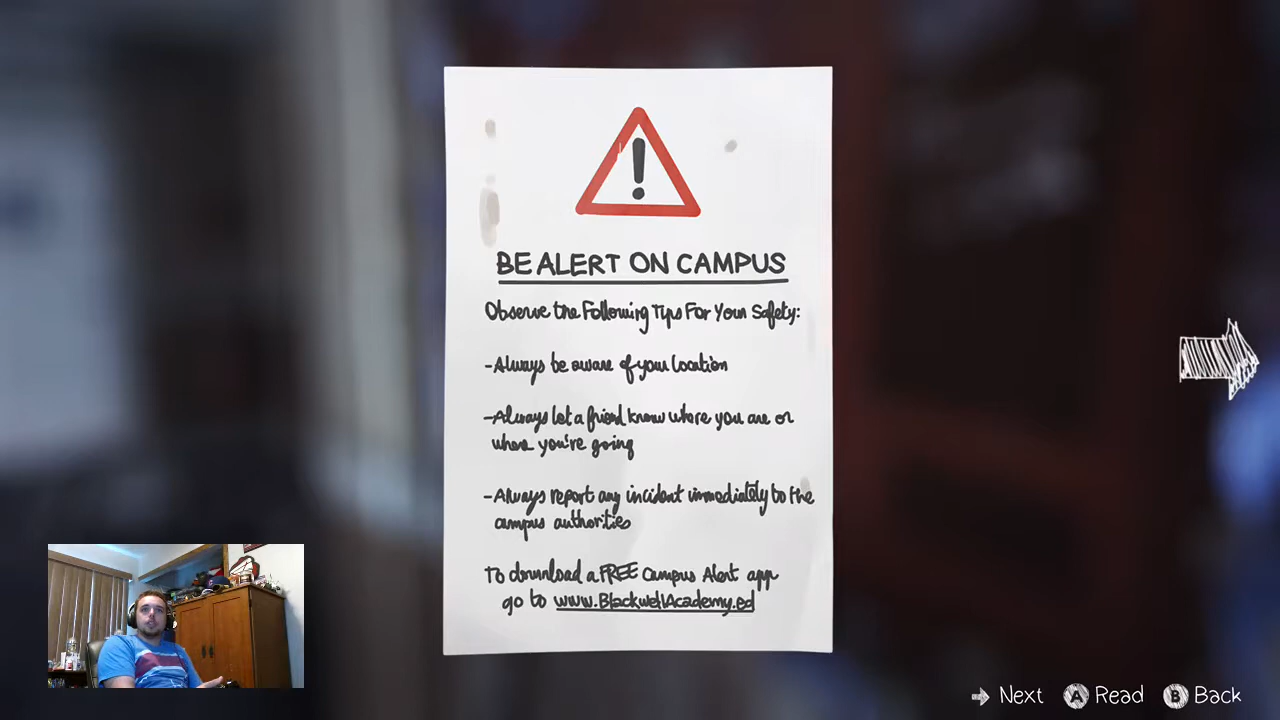 !
BE ALERT ON CAMPUS
Observe the Following Tips For Your Safety:
-Always be aware of your location
-Always let a friend know where you are or
where you're going
-Always report any incident immediately to the
campus authorities
To download a FREE Campus Alert app
go to www.BlackwellAcademy.ed
Next A Read B Back